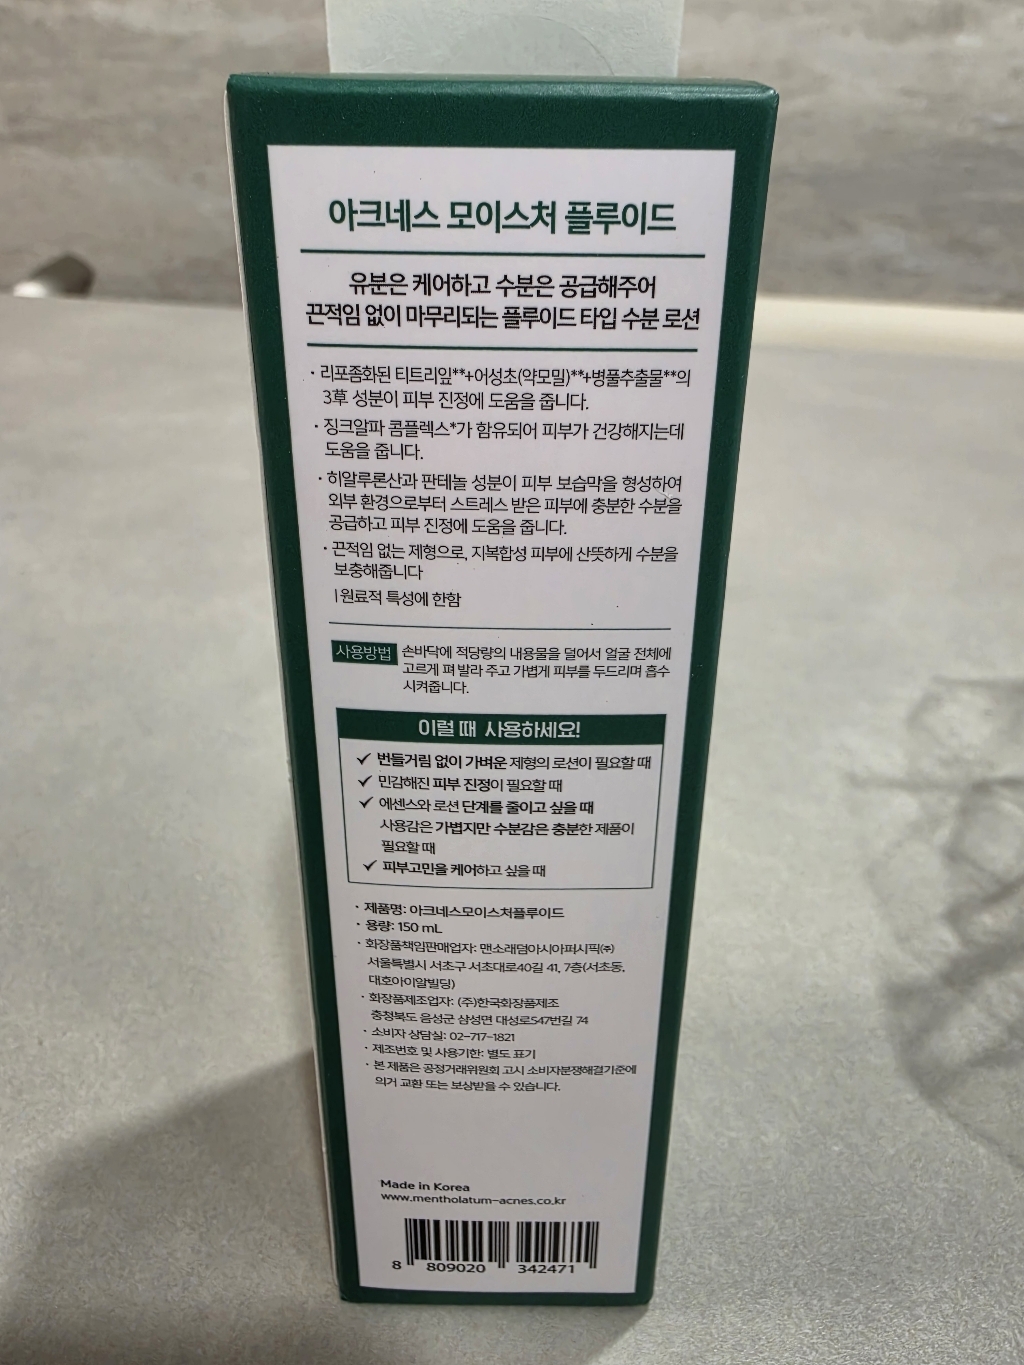 아크네스 모이스처 플루이드
유분은 케어하고 수분은 공급해주어
끈적임 없이 마무리되는 플루이드 타입 수분 로션
· 리포좀화된 티트리잎**+어성초(약모밀)**+병풀추출물**의
3草 성분이 피부 진정에 도움을 줍니다.
· 징크알파 콤플렉스*가 함유되어 피부가 건강해지는데
도움을 줍니다.
· 히알루론산과 판테놀 성분이 피부 보습막을 형성하여
외부 환경으로부터 스트레스 받은 피부에 충분한 수분을
공급하고 피부 진정에 도움을 줍니다.
· 끈적임 없는 제형으로, 지복합성 피부에 산뜻하게 수분을
보충해줍니다
| 원료적 특성에 한함
사용방법 손바닥에 적당량의 내용물을 덜어서 얼굴 전체에
고르게 펴 발라 주고 가볍게 피부를 두드리며 흡수
시켜줍니다.
이럴 때 사용하세요!
✓ 번들거림 없이 가벼운 제형의 로션이 필요할 때
✓ 민감해진 피부 진정이 필요할 때
✓ 에센스와 로션 단계를 줄이고 싶을 때
사용감은 가볍지만 수분감은 충분한 제품이
필요할 때
✓ 피부고민을 케어하고 싶을 때
· 제품명: 아크네스모이스처플루이드
· 용량: 150 mL
· 화장품책임판매업자: 맨소래덤아시아퍼시픽㈜
서울특별시 서초구 서초대로40길 41, 7층(서초동,
대호아이알빌딩)
· 화장품제조업자: (주)한국화장품제조
충청북도 음성군 삼성면 대성로547번길 74
· 소비자 상담실: 02-717-1821
· 제조번호 및 사용기한: 별도 표기
· 본 제품은 공정거래위원회 고시 소비자분쟁해결기준에
의거 교환 또는 보상받을 수 있습니다.
Made in Korea
www.mentholatum-acnes.co.kr
8 809020 342471